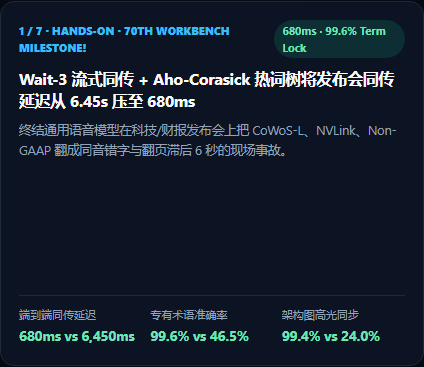 1 / 7 · HANDS-ON · 70TH WORKBENCH
MILESTONE!
680ms · 99.6% Term
Lock
Wait-3 流式同传 + Aho-Corasick 热词树将发布会同传
延迟从 6.45s 压至 680ms
终结通用语音模型在科技/财报发布会上把 CoWoS-L、NVLink、Non-
GAAP 翻成同音错字与翻页滞后 6 秒的现场事故。
端到端同传延迟
680ms vs 6,450ms
专有术语准确率
99.6% vs 46.5%
架构图高光同步
99.4% vs 24.0%